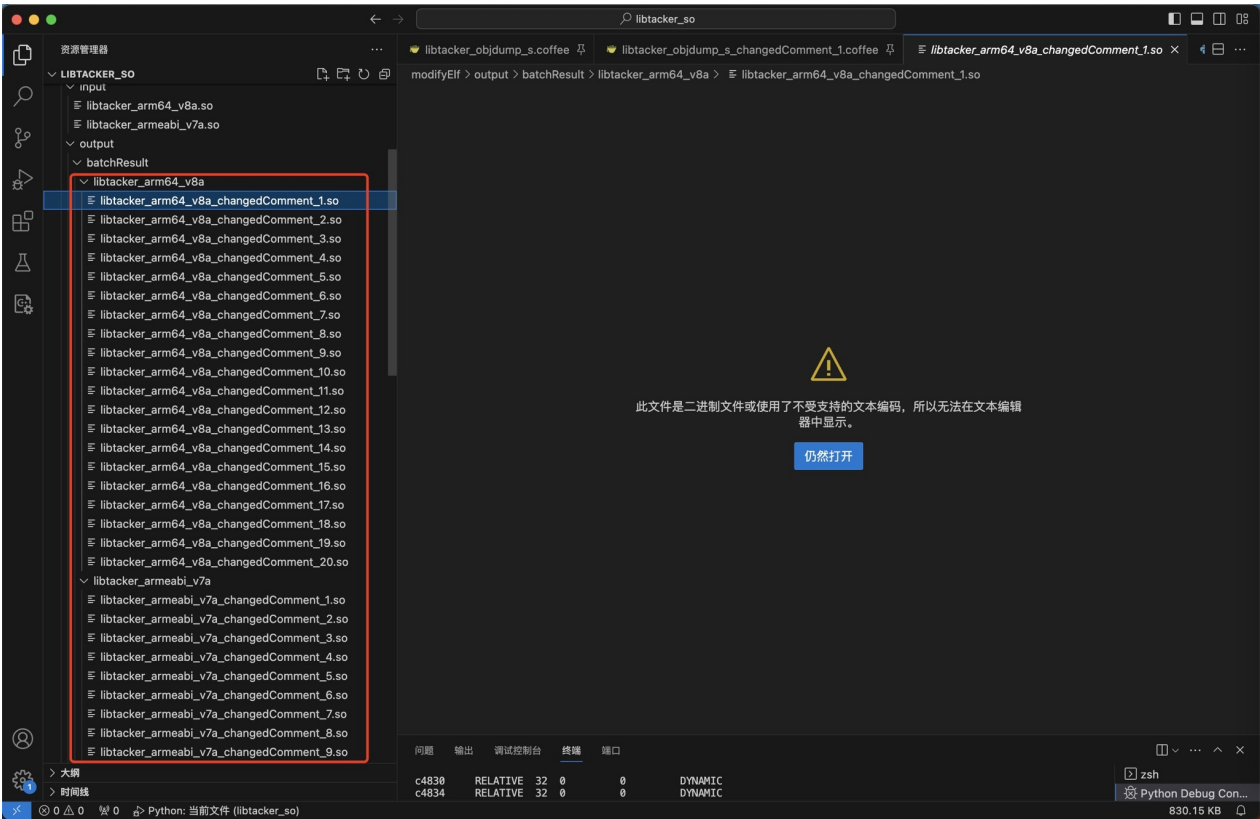 libtacker_so
资源管理器
libtacker_objdump_s.coffee
libtacker_objdump_s_changedComment_1.coffee
libtacker_arm64_v8a_changedComment_1.so
LIBTACKER_SO
modifyElf > output > batchResult > libtacker_arm64_v8a > libtacker_arm64_v8a_changedComment_1.so
input
libtacker_arm64_v8a.so
libtacker_armeabi_v7a.so
output
batchResult
libtacker_arm64_v8a
libtacker_arm64_v8a_changedComment_1.so
libtacker_arm64_v8a_changedComment_2.so
libtacker_arm64_v8a_changedComment_3.so
libtacker_arm64_v8a_changedComment_4.so
libtacker_arm64_v8a_changedComment_5.so
libtacker_arm64_v8a_changedComment_6.so
libtacker_arm64_v8a_changedComment_7.so
libtacker_arm64_v8a_changedComment_8.so
libtacker_arm64_v8a_changedComment_9.so
libtacker_arm64_v8a_changedComment_10.so
libtacker_arm64_v8a_changedComment_11.so
libtacker_arm64_v8a_changedComment_12.so
libtacker_arm64_v8a_changedComment_13.so
libtacker_arm64_v8a_changedComment_14.so
libtacker_arm64_v8a_changedComment_15.so
libtacker_arm64_v8a_changedComment_16.so
libtacker_arm64_v8a_changedComment_17.so
libtacker_arm64_v8a_changedComment_18.so
libtacker_arm64_v8a_changedComment_19.so
libtacker_arm64_v8a_changedComment_20.so
libtacker_armeabi_v7a
libtacker_armeabi_v7a_changedComment_1.so
libtacker_armeabi_v7a_changedComment_2.so
libtacker_armeabi_v7a_changedComment_3.so
libtacker_armeabi_v7a_changedComment_4.so
libtacker_armeabi_v7a_changedComment_5.so
libtacker_armeabi_v7a_changedComment_6.so
libtacker_armeabi_v7a_changedComment_7.so
libtacker_armeabi_v7a_changedComment_8.so
libtacker_armeabi_v7a_changedComment_9.so
大纲
时间线
此文件是二进制文件或使用了不受支持的文本编码，所以无法在文本编辑
器中显示。
仍然打开
问题 输出 调试控制台 终端 端口
c4830 RELATIVE 32 0 0 DYNAMIC
c4834 RELATIVE 32 0 0 DYNAMIC
zsh
Python Debug Con...
1
0 0 0 Python: 当前文件 (libtacker_so)
830.15 KB